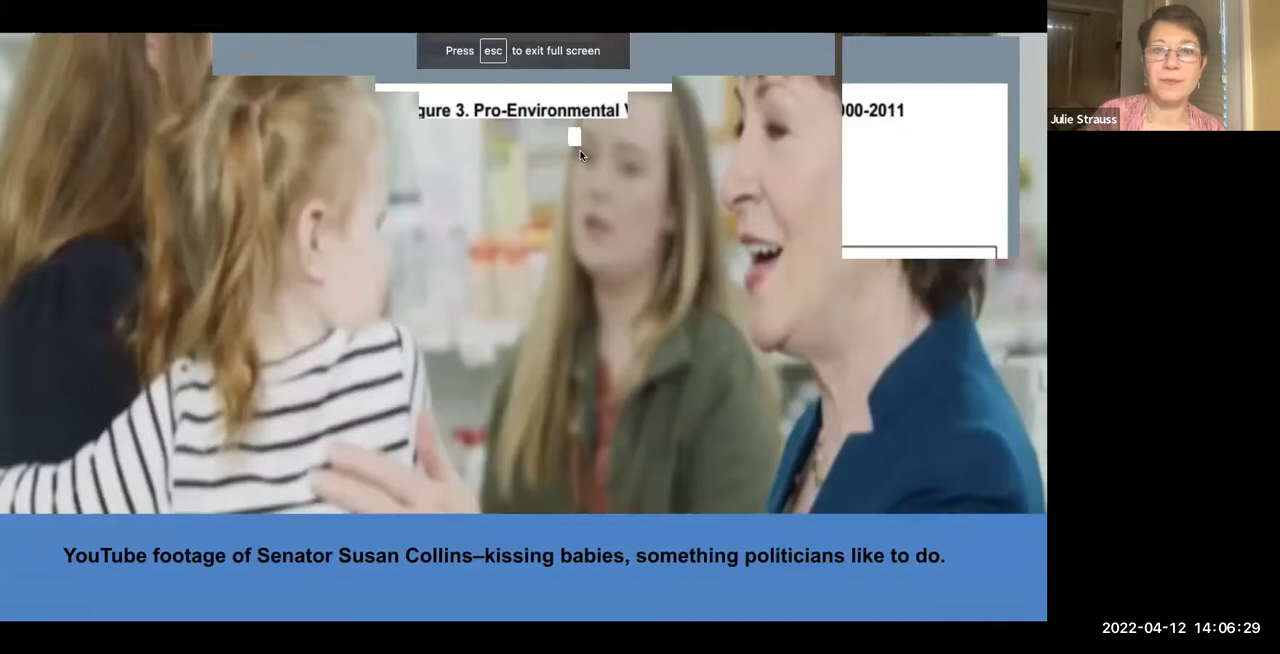 Press esc to exit full screen
gure 3. Pro-Environmental
00-2011
Julie Strauss
YouTube footage of Senator Susan Collins–kissing babies, something politicians like to do.
2022-04-12 14:06:29